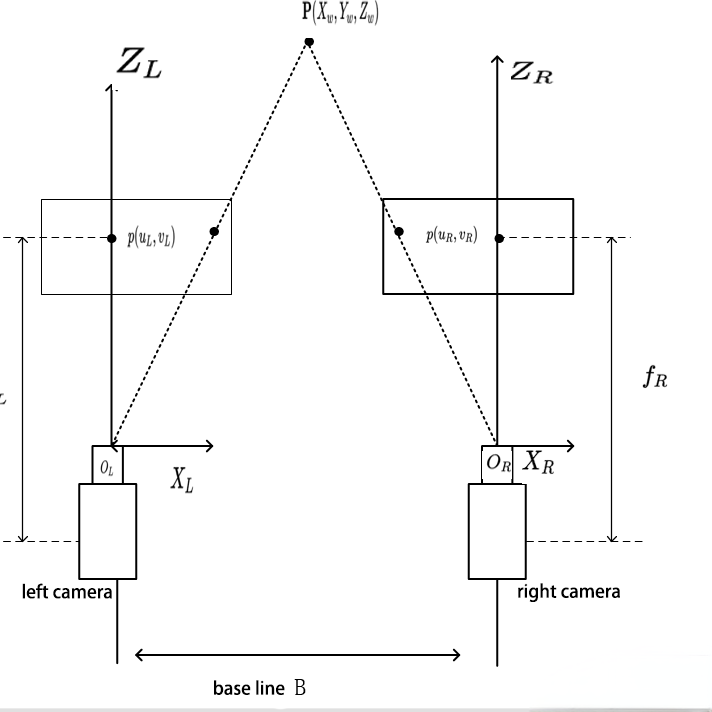 P(X_w, Y_w, Z_w)
Z_L
Z_R
p(u_L, v_L)
p(u_R, v_R)
f_R
L
O_L
X_L
O_R
X_R
left camera
right camera
base line B